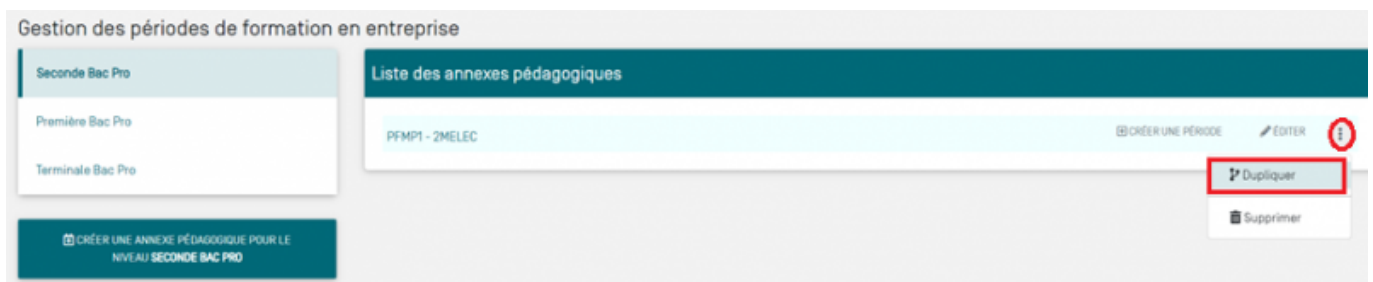 Gestion des périodes de formation en entreprise
Seconde Bac Pro
Première Bac Pro
Terminale Bac Pro
CRÉER UNE ANNEXE PÉDAGOGIQUE POUR LE
NIVEAU SECONDE BAC PRO
Liste des annexes pédagogiques
PFMP1 - 2MELEC
CRÉER UNE PÉRIODE
ÉDITER
Dupliquer
Supprimer